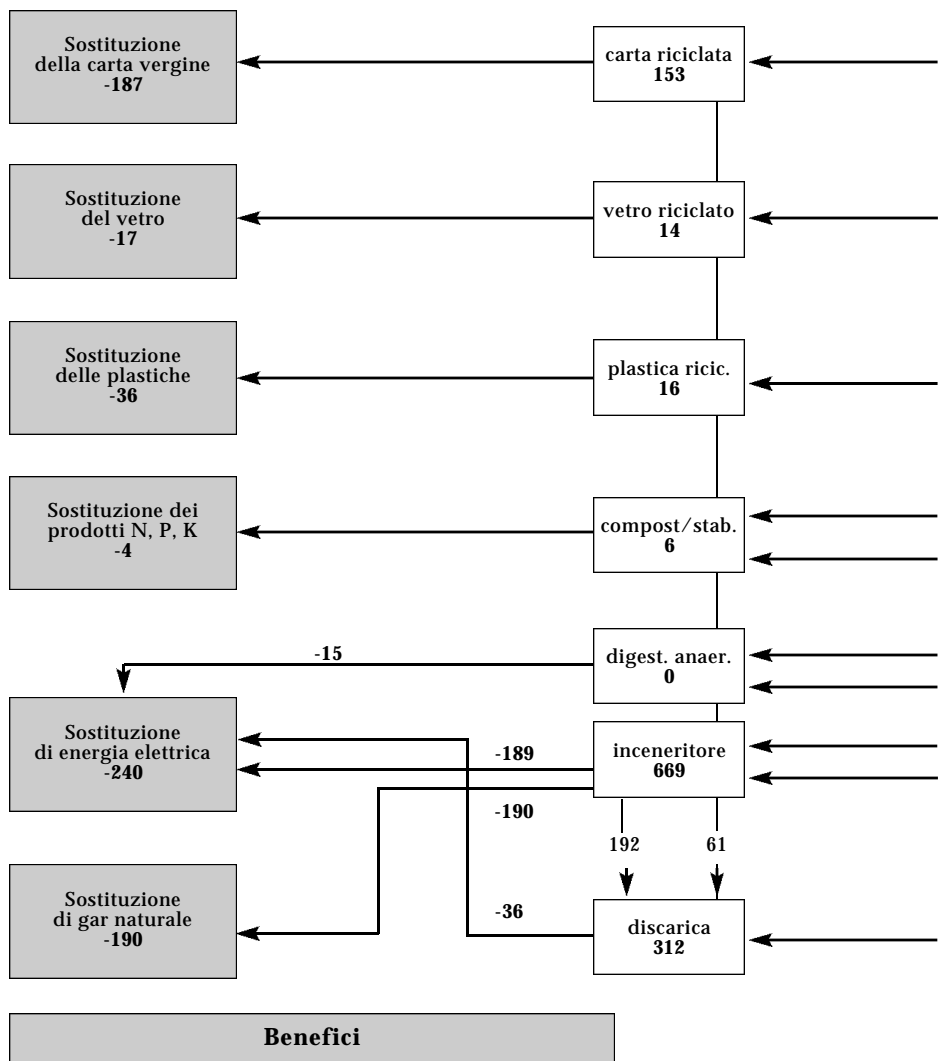 Sostituzione
della carta vergine
-187
carta riciclata
153
Sostituzione
del vetro
-17
vetro riciclato
14
Sostituzione
delle plastiche
-36
plastica ricic.
16
Sostituzione dei
prodotti N, P, K
-4
compost/stab.
6
-15
digest. anaer.
0
Sostituzione
di energia elettrica
-240
-189
-190
inceneritore
669
192
61
Sostituzione
di gar naturale
-190
-36
discarica
312
Benefici